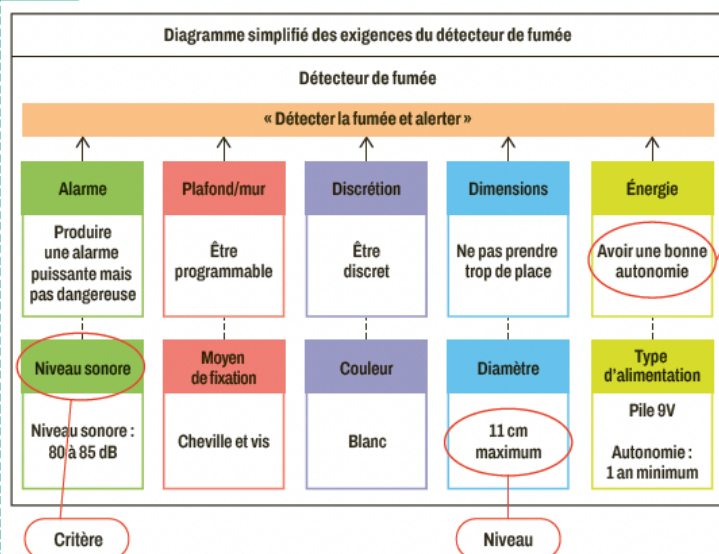 Diagramme simplifié des exigences du détecteur de fumée
Détecteur de fumée
« Détecter la fumée et alerter »
Alarme
Produire
une alarme
puissante mais
pas dangereuse
Niveau sonore
Niveau sonore :
80 à 85 dB
Plafond/mur
Être
programmable
Moyen
de fixation
Cheville et vis
Discrétion
Être
discret
Couleur
Blanc
Dimensions
Ne pas prendre
trop de place
Diamètre
11 cm
maximum
Énergie
Avoir une bonne
autonomie
Type
d'alimentation
Pile 9V
Autonomie :
1 an minimum
Critère
Niveau